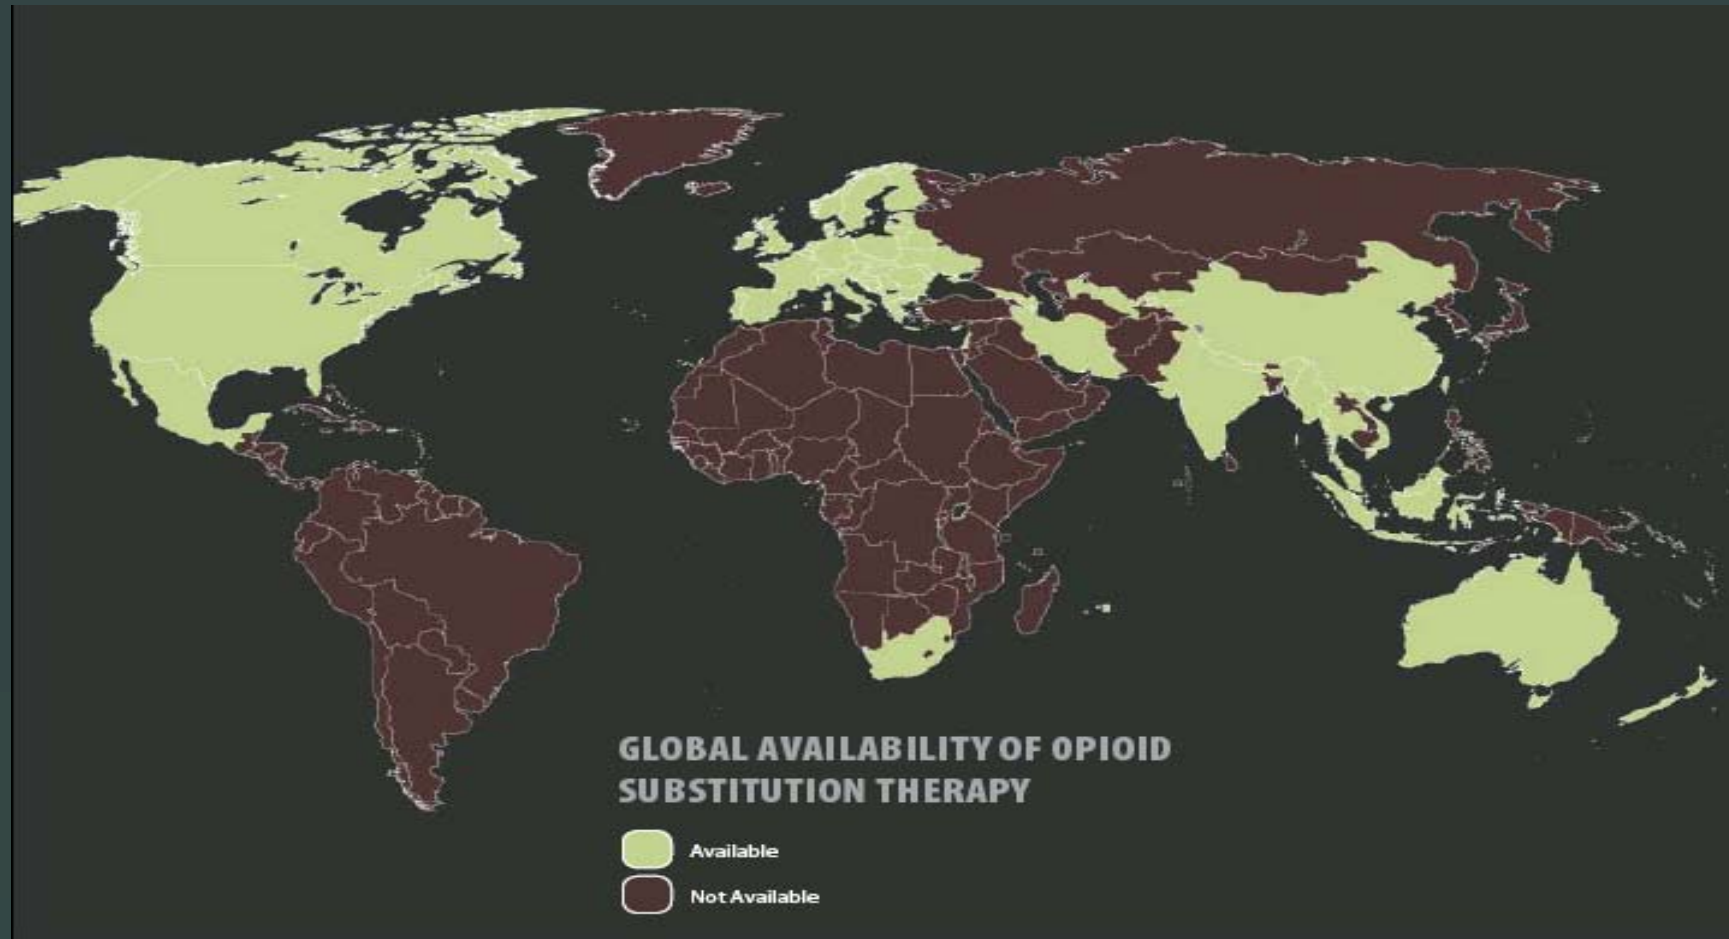 GLOBAL AVAILABILITY OF OPIOID
SUBSTITUTION THERAPY
Available
Not Available